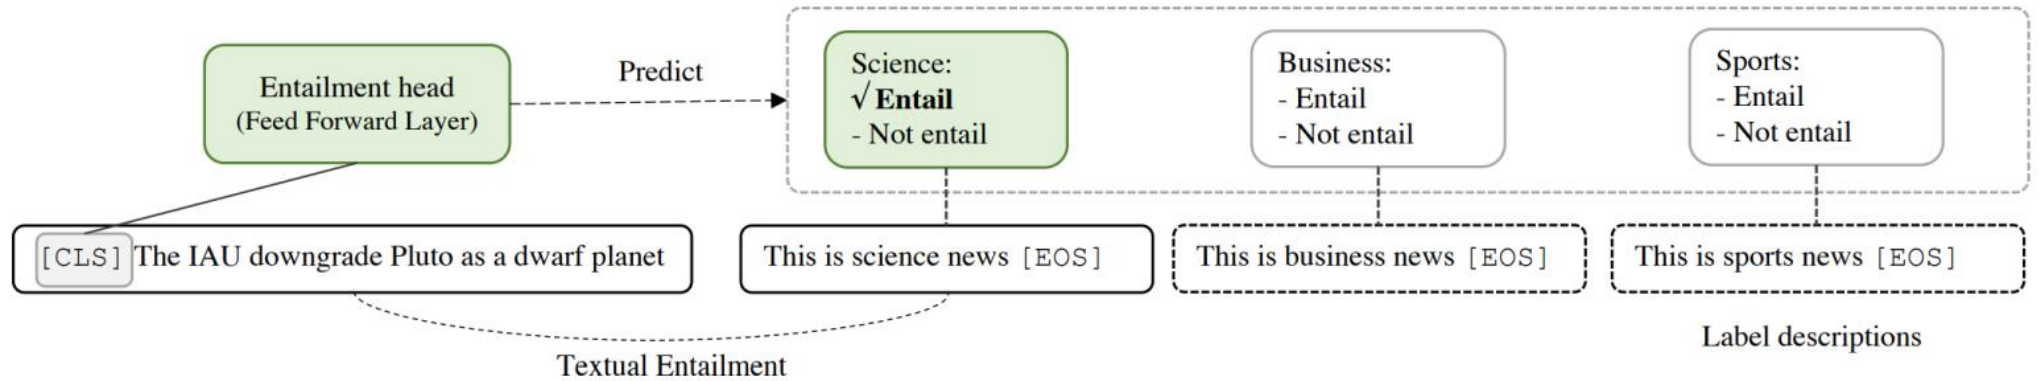 Entailment head
(Feed Forward Layer)
Predict
Science:
√ Entail
- Not entail
Business:
- Entail
- Not entail
Sports:
- Entail
- Not entail
[CLS] The IAU downgrade Pluto as a dwarf planet
This is science news [EOS]
This is business news [EOS]
This is sports news [EOS]
Textual Entailment
Label descriptions